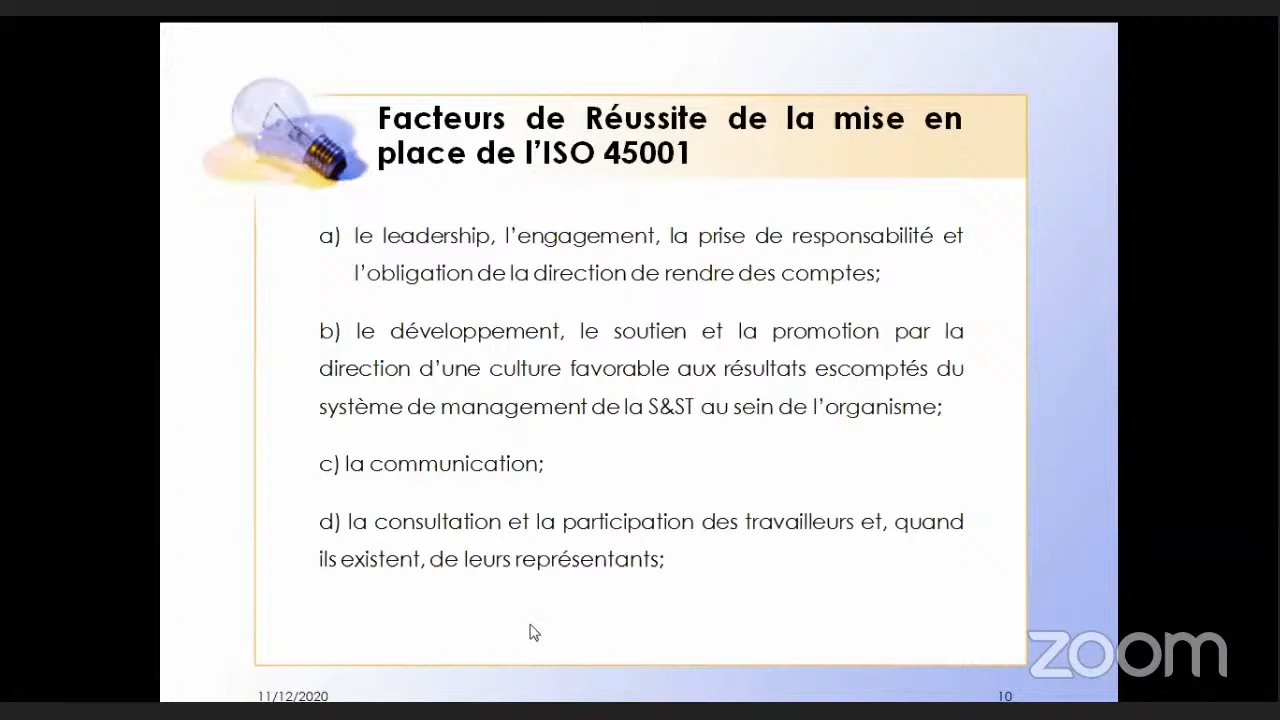 Facteurs de Réussite de la mise en
place de l’ISO 45001
a) le leadership, l’engagement, la prise de responsabilité et
l’obligation de la direction de rendre des comptes;
b) le développement, le soutien et la promotion par la
direction d’une culture favorable aux résultats escomptés du
système de management de la S&ST au sein de l’organisme;
c) la communication;
d) la consultation et la participation des travailleurs et, quand
ils existent, de leurs représentants;
zoom
11/12/2020
10